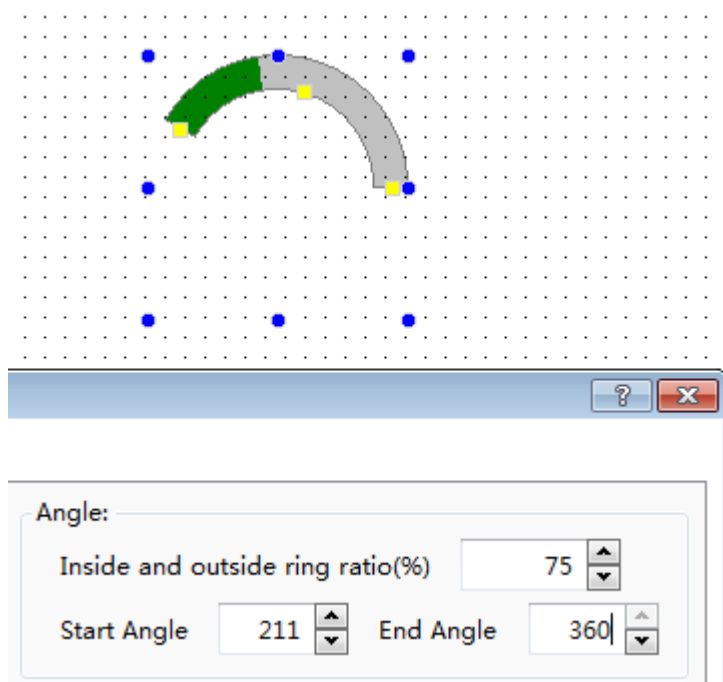 ?
Angle:
Inside and outside ring ratio(%) 75
Start Angle 211 End Angle 360